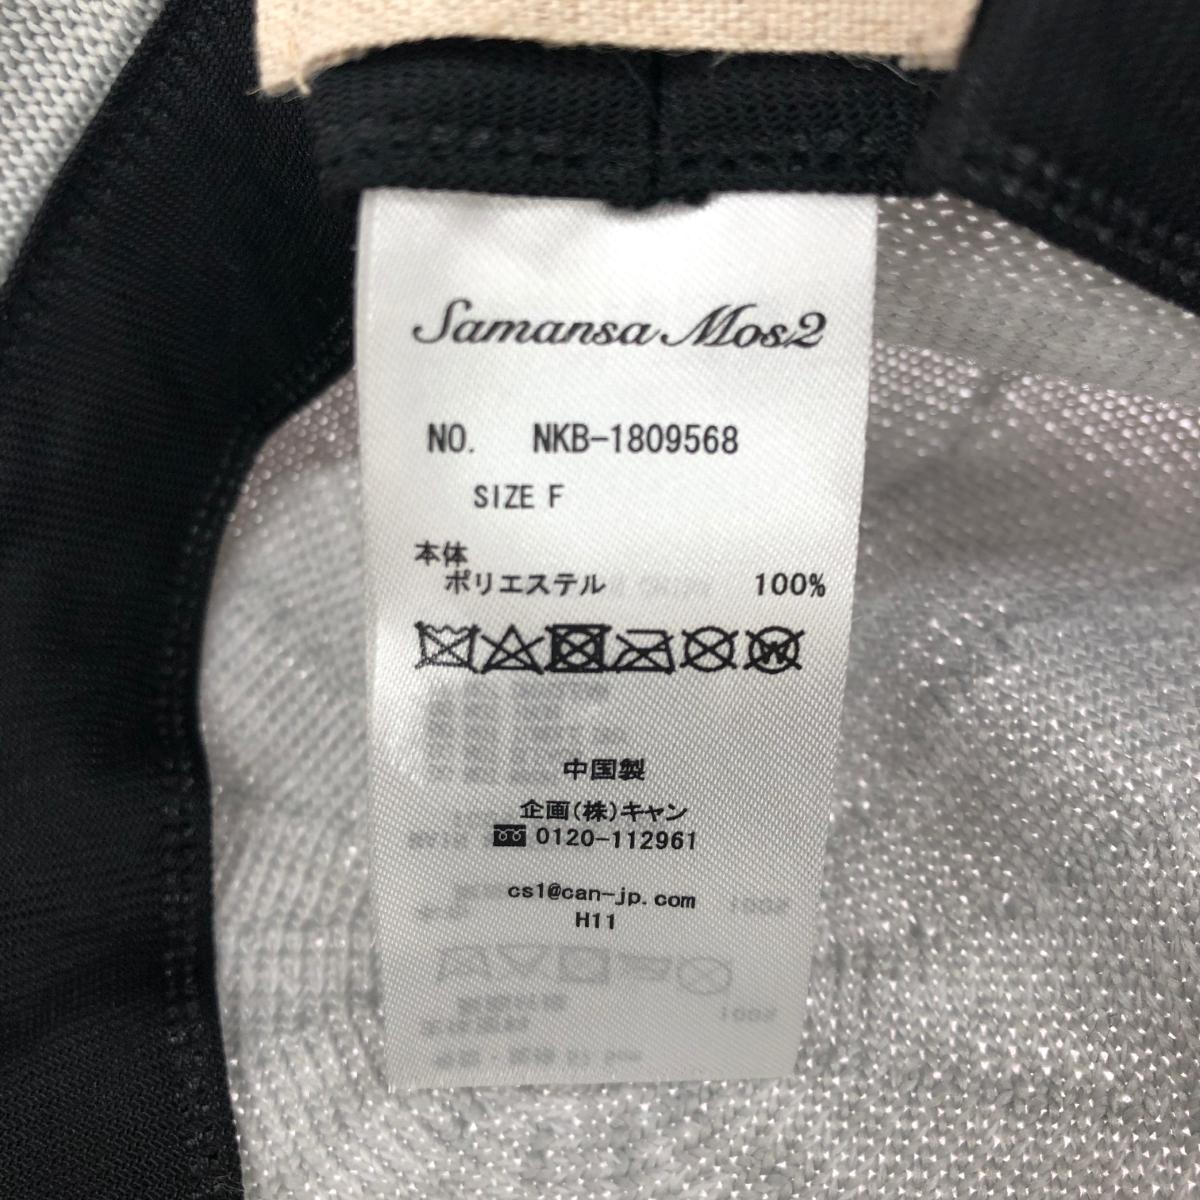 Samansa Mos2
NO. NKB-1809568
SIZE F
本体
ポリエステル 100%
W
中国製
企画(株)キャン
0120-112961
cs1@can-jp.com
H11